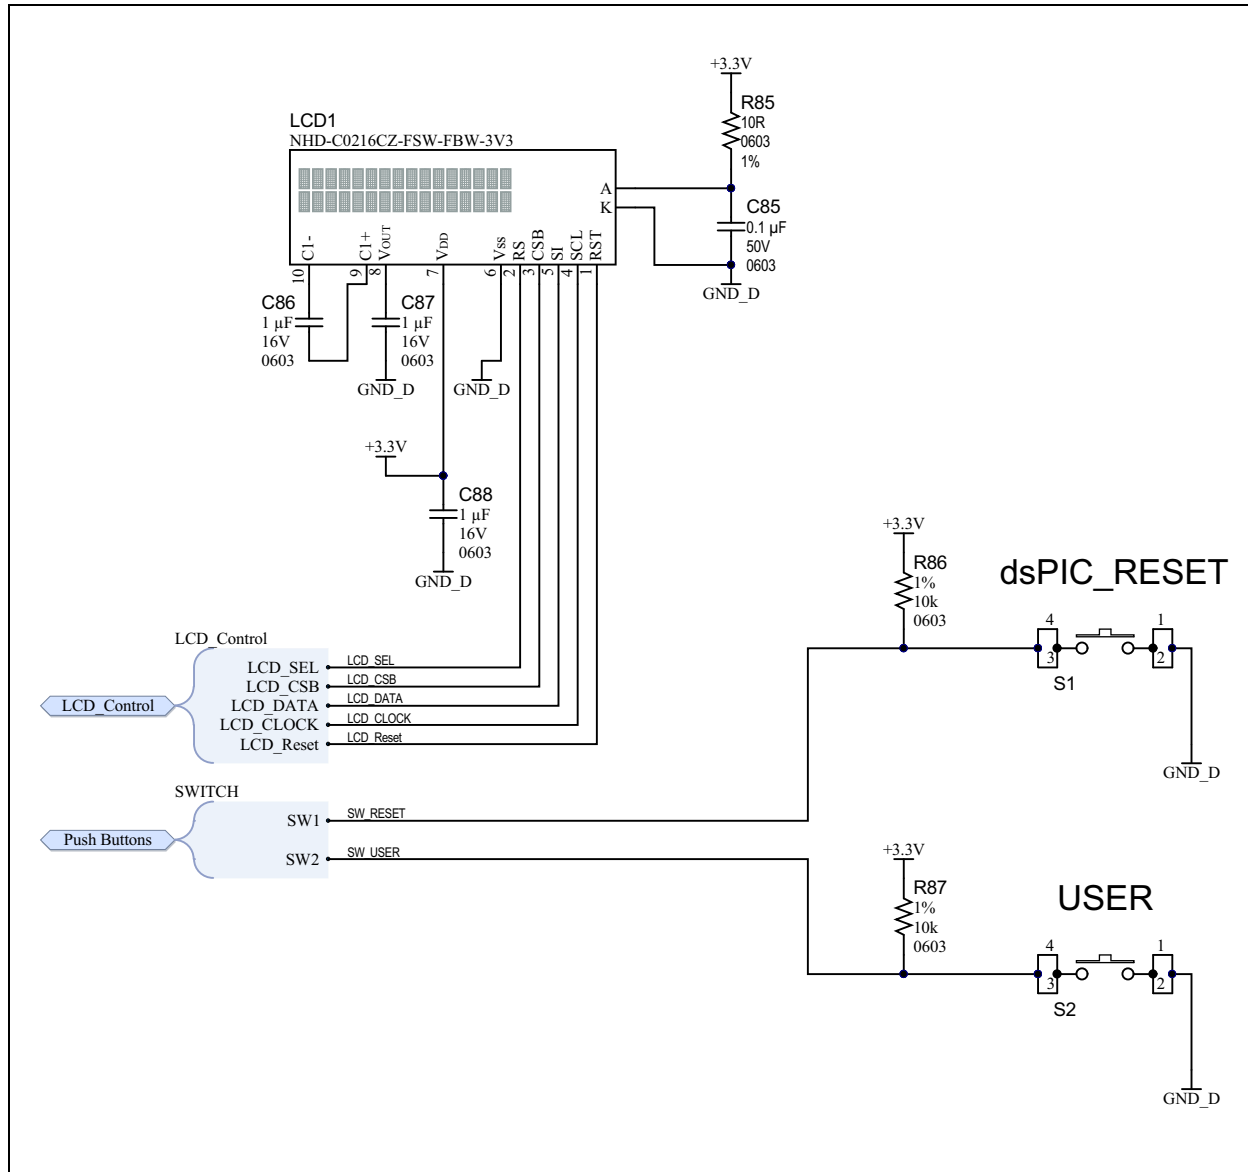 +3.3V
R85
10R
0603
1%
LCD1
NHD-C0216CZ-FSW-FBW-3V3
A
K
C85
0.1 µF
50V
0603
GND_D
C1-
C1+
VOUT
VDD
VSS
RS
CSB
SI
SCL
RST
10
9
8
7
6
2
3
5
4
1
C86
1 µF
16V
0603
C87
1 µF
16V
0603
GND_D
GND_D
+3.3V
C88
1 µF
16V
0603
GND_D
+3.3V
R86
1%
10k
0603
dsPIC_RESET
4
3
1
2
S1
GND_D
LCD_Control
LCD_Control
LCD_SEL
LCD_SEL
LCD_CSB
LCD_CSB
LCD_DATA
LCD_DATA
LCD_CLOCK
LCD_CLOCK
LCD_Reset
LCD_Reset
SWITCH
Push Buttons
SW1
SW_RESET
SW2
SW_USER
+3.3V
R87
1%
10k
0603
USER
4
3
1
2
S2
GND_D